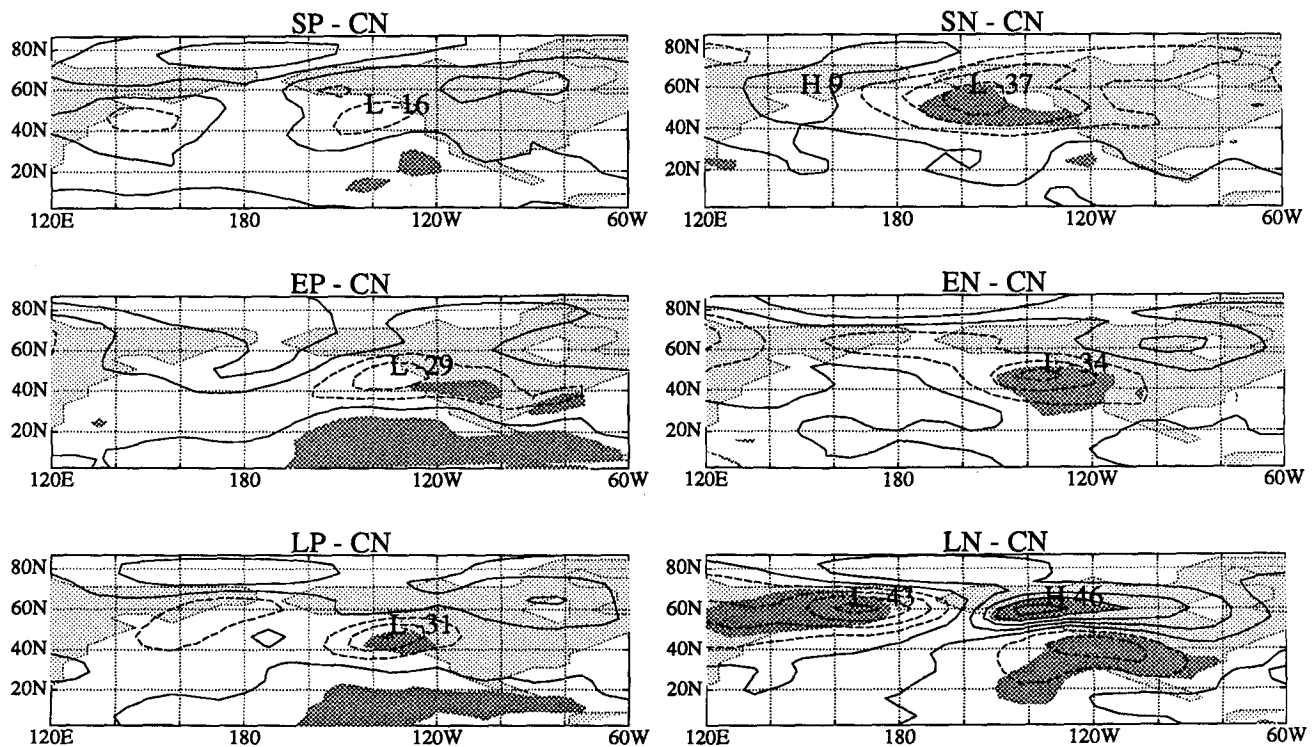 SP - CN
80N
60N
40N
20N
L -16
120E 180 120W 60W
SN - CN
80N
60N
40N
20N
H 9
L -37
120E 180 120W 60W
EP - CN
80N
60N
40N
20N
L -29
120E 180 120W 60W
EN - CN
80N
60N
40N
20N
L -34
120E 180 120W 60W
LP - CN
80N
60N
40N
20N
L -31
120E 180 120W 60W
LN - CN
80N
60N
40N
20N
L -43
H 46
120E 180 120W 60W